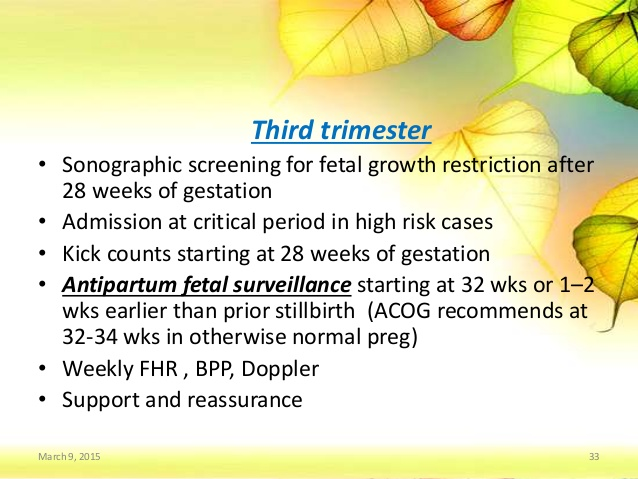 Third trimester
• Sonographic screening for fetal growth restriction after
28 weeks of gestation
• Admission at critical period in high risk cases
• Kick counts starting at 28 weeks of gestation
• Antipartum fetal surveillance starting at 32 wks or 1–2
wks earlier than prior stillbirth  (ACOG recommends at
32-34 wks in otherwise normal preg)
• Weekly FHR , BPP, Doppler
• Support and reassurance
March 9, 2015 33